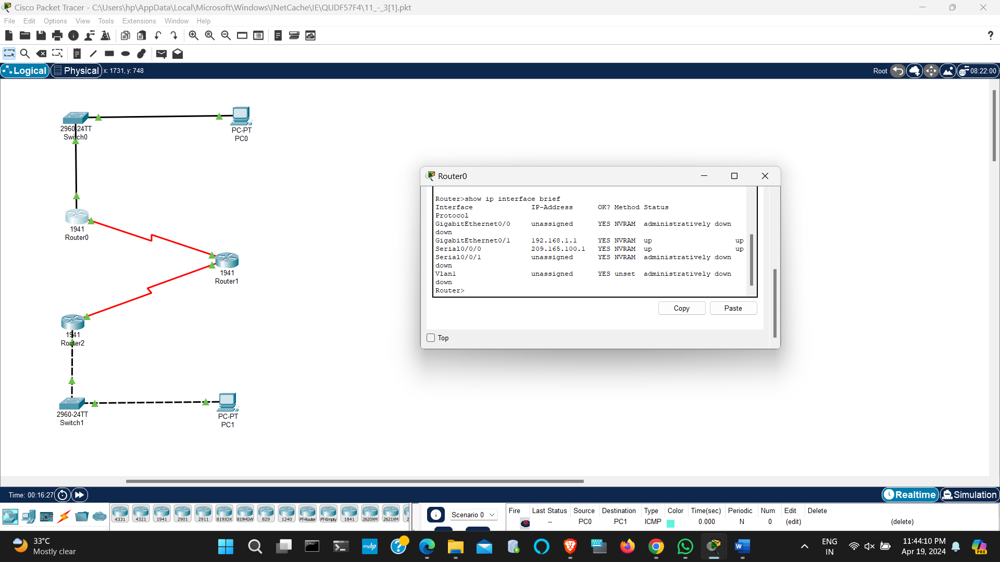 Cisco Packet Tracer - C:\Users\hp\AppData\Local\Microsoft\Windows\INetCache\IE\QUDF57F4\11_-_3[1].pkt
File Edit Options View Tools Extensions Window Help
?
Logical Physical x: 1731, y: 748 Root 08:22:00
2960-24TT
Switch0
PC-PT
PC0
1941
Router0
1941
Router1
1941
Router2
2960-24TT
Switch1
PC-PT
PC1
Router0
Router>show ip interface brief
Interface IP-Address OK? Method Status
Protocol
GigabitEthernet0/0 unassigned YES NVRAM administratively down
down
GigabitEthernet0/1 192.168.1.1 YES NVRAM up up
Serial0/0/0 209.165.100.1 YES NVRAM up up
Serial0/0/1 unassigned YES NVRAM administratively down
down
Vlan1 unassigned YES unset administratively down
down
Router>
Copy Paste
Top
Time: 00:16:27 Realtime Simulation
4331 4321 1941 2901 2911 819IOX 819HGW 829 1240 PT-Router PT-Empty 1841 2620XM 2621XM 2
Scenario 0
Fire Last Status Source Destination Type Color Time(sec) Periodic Num Edit Delete
-- PC0 PC1 ICMP 0.000 N 0 (edit) (delete)
33°C
Mostly clear
myhp
ENG
IN
11:44:10 PM
Apr 19, 2024
PRE